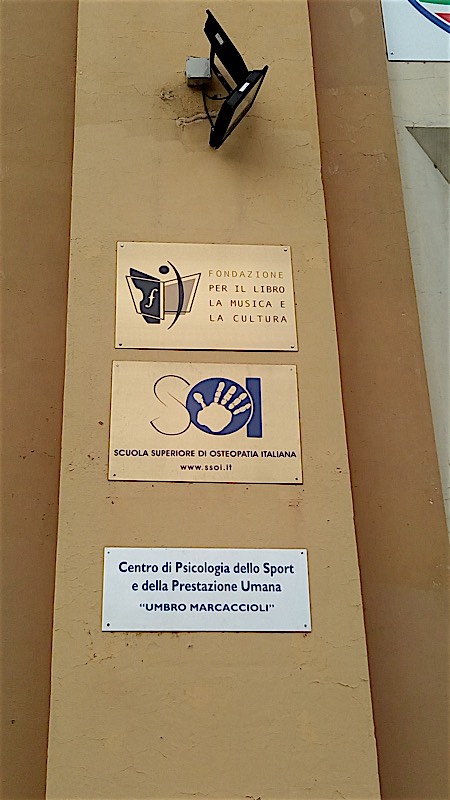 f
FONDAZIONE
PER IL LIBRO
LA MUSICA E
LA CULTURA
SOI
SCUOLA SUPERIORE DI OSTEOPATIA ITALIANA
www.ssoi.it
Centro di Psicologia dello Sport
e della Prestazione Umana
"UMBRO MARCACCIOLI"